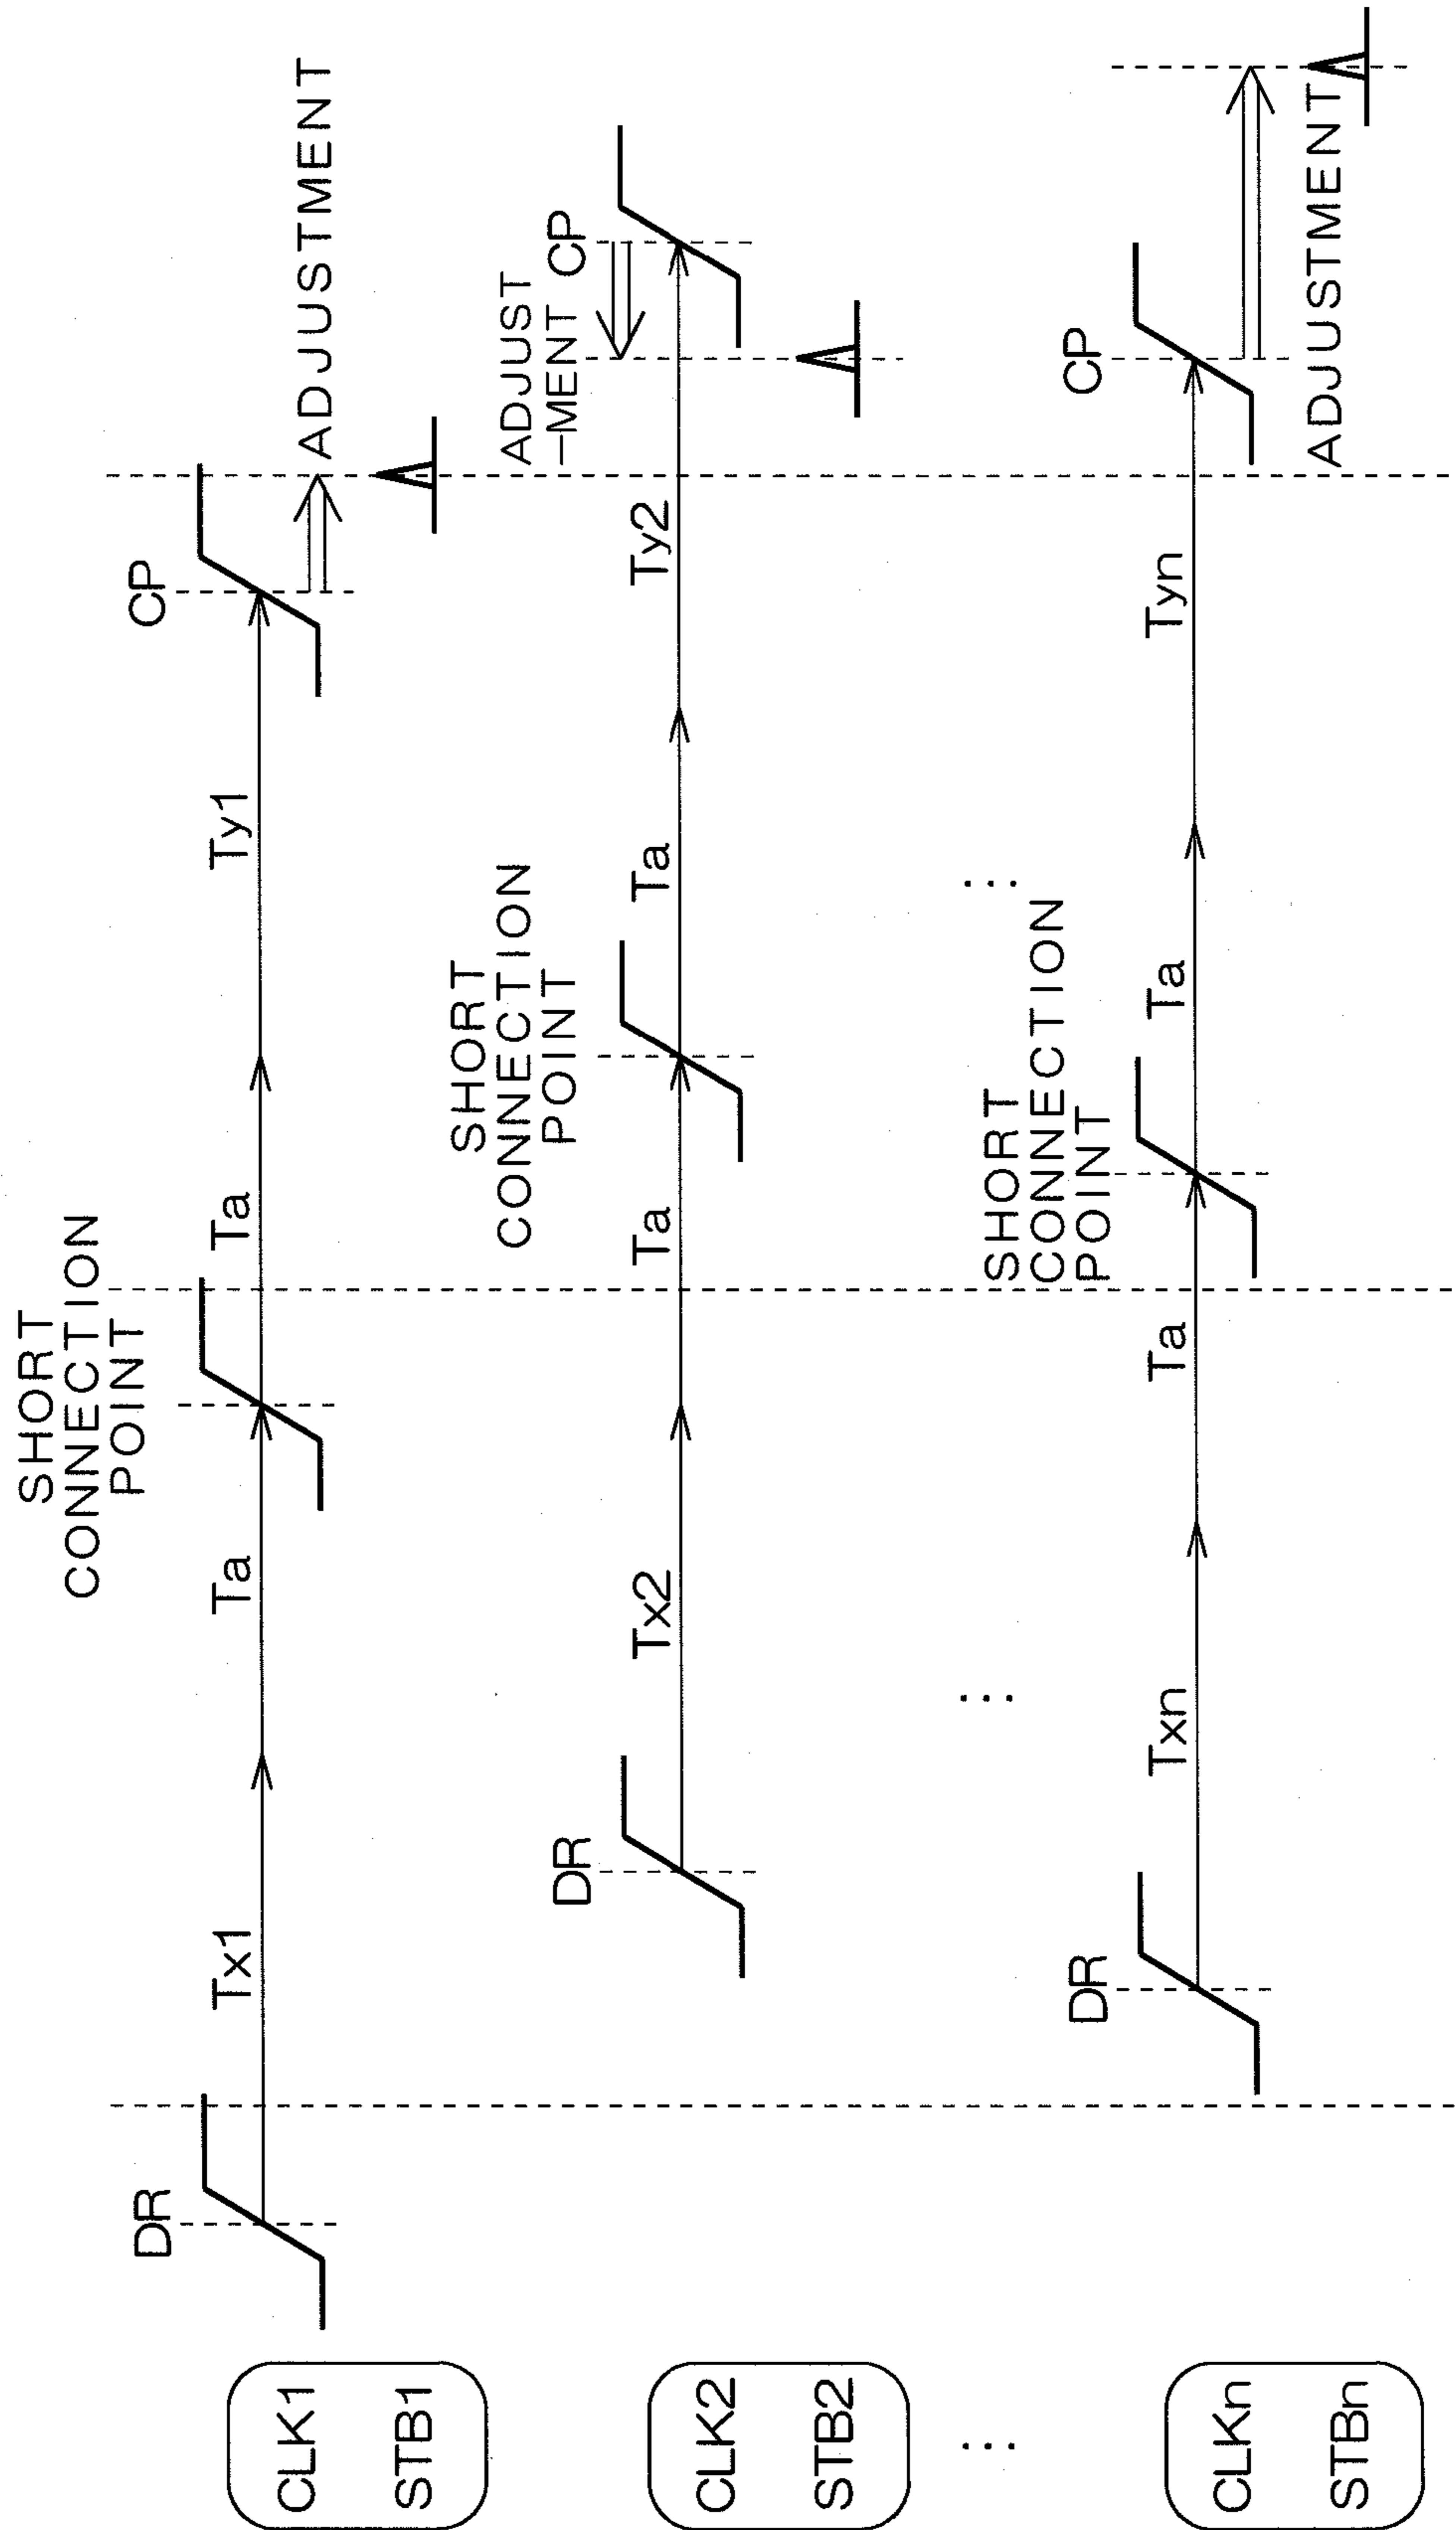 CLK1
STB1
DR
Tx1
Ta
SHORT
CONNECTION
POINT
Ta
Ty1
CP
ADJUSTMENT
CLK2
STB2
DR
Tx2
Ta
SHORT
CONNECTION
POINT
Ta
Ty2
ADJUST
-MENT
CP
...
...
...
CLKn
STBn
DR
Txn
Ta
SHORT
CONNECTION
POINT
Ta
Tyn
CP
ADJUSTMENT